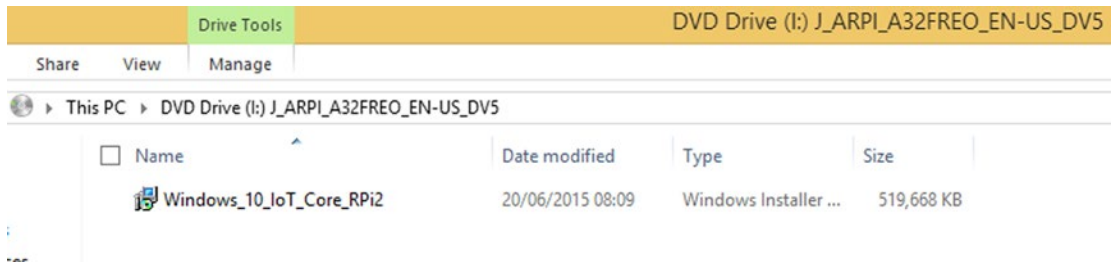 Drive Tools DVD Drive (I:) J_ARPI_A32FREO_EN-US_DV5
Share View Manage
This PC DVD Drive (I:) J_ARPI_A32FREO_EN-US_DV5
Name Date modified Type Size
Windows_10_IoT_Core_RPi2 20/06/2015 08:09 Windows Installer ... 519,668 KB